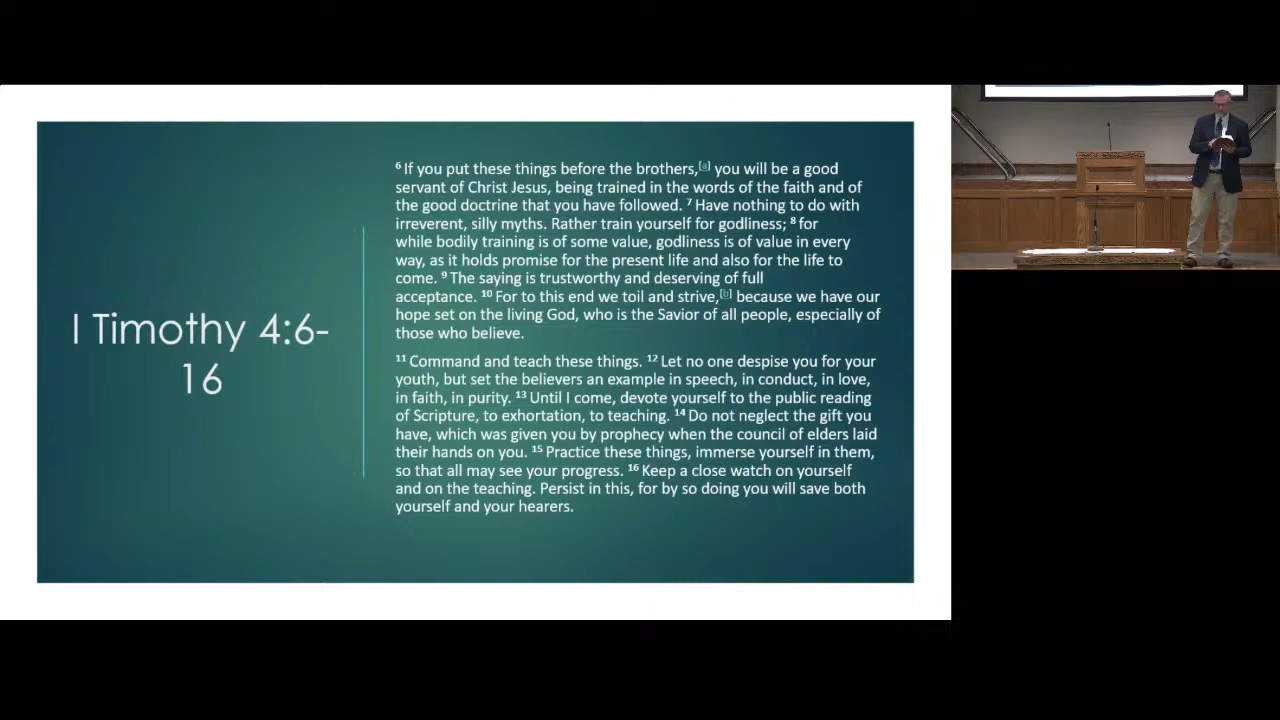 I Timothy 4:6-
16
⁶ If you put these things before the brothers,[a] you will be a good
servant of Christ Jesus, being trained in the words of the faith and of
the good doctrine that you have followed. ⁷ Have nothing to do with
irreverent, silly myths. Rather train yourself for godliness; ⁸ for
while bodily training is of some value, godliness is of value in every
way, as it holds promise for the present life and also for the life to
come. ⁹ The saying is trustworthy and deserving of full
acceptance. ¹⁰ For to this end we toil and strive,[b] because we have our
hope set on the living God, who is the Savior of all people, especially of
those who believe.
¹¹ Command and teach these things. ¹² Let no one despise you for your
youth, but set the believers an example in speech, in conduct, in love,
in faith, in purity. ¹³ Until I come, devote yourself to the public reading
of Scripture, to exhortation, to teaching. ¹⁴ Do not neglect the gift you
have, which was given you by prophecy when the council of elders laid
their hands on you. ¹⁵ Practice these things, immerse yourself in them,
so that all may see your progress. ¹⁶ Keep a close watch on yourself
and on the teaching. Persist in this, for by so doing you will save both
yourself and your hearers.